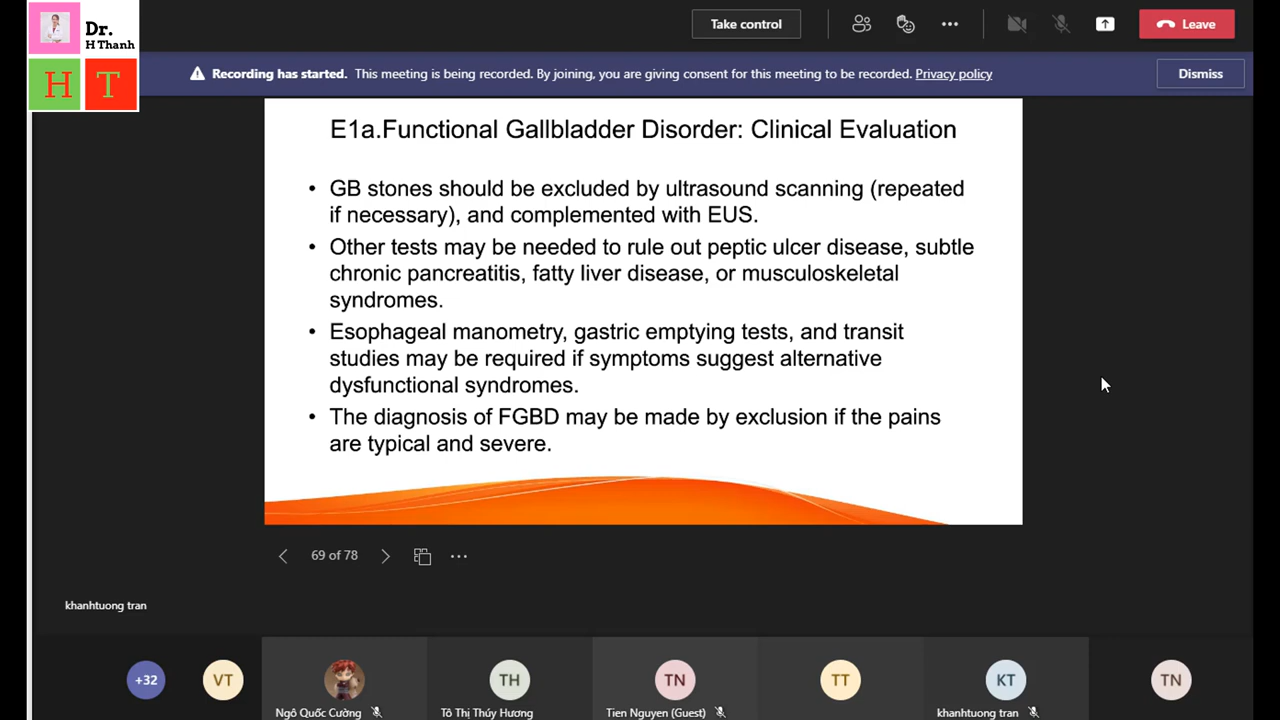 Dr.
H Thanh
H T
Take control
Leave
Recording has started. This meeting is being recorded. By joining, you are giving consent for this meeting to be recorded. Privacy policy
Dismiss
E1a.Functional Gallbladder Disorder: Clinical Evaluation
• GB stones should be excluded by ultrasound scanning (repeated
if necessary), and complemented with EUS.
• Other tests may be needed to rule out peptic ulcer disease, subtle
chronic pancreatitis, fatty liver disease, or musculoskeletal
syndromes.
• Esophageal manometry, gastric emptying tests, and transit
studies may be required if symptoms suggest alternative
dysfunctional syndromes.
• The diagnosis of FGBD may be made by exclusion if the pains
are typical and severe.
69 of 78
khanhtuong tran
+32
VT
TH
TN
TT
KT
TN
Ngô Quốc Cường
Tô Thị Thúy Hương
Tien Nguyen (Guest)
khanhtuong tran